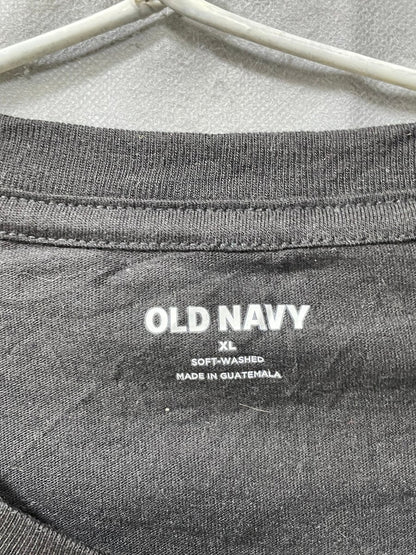 OLD NAVY
XL
SOFT-WASHED
MADE IN GUATEMALA